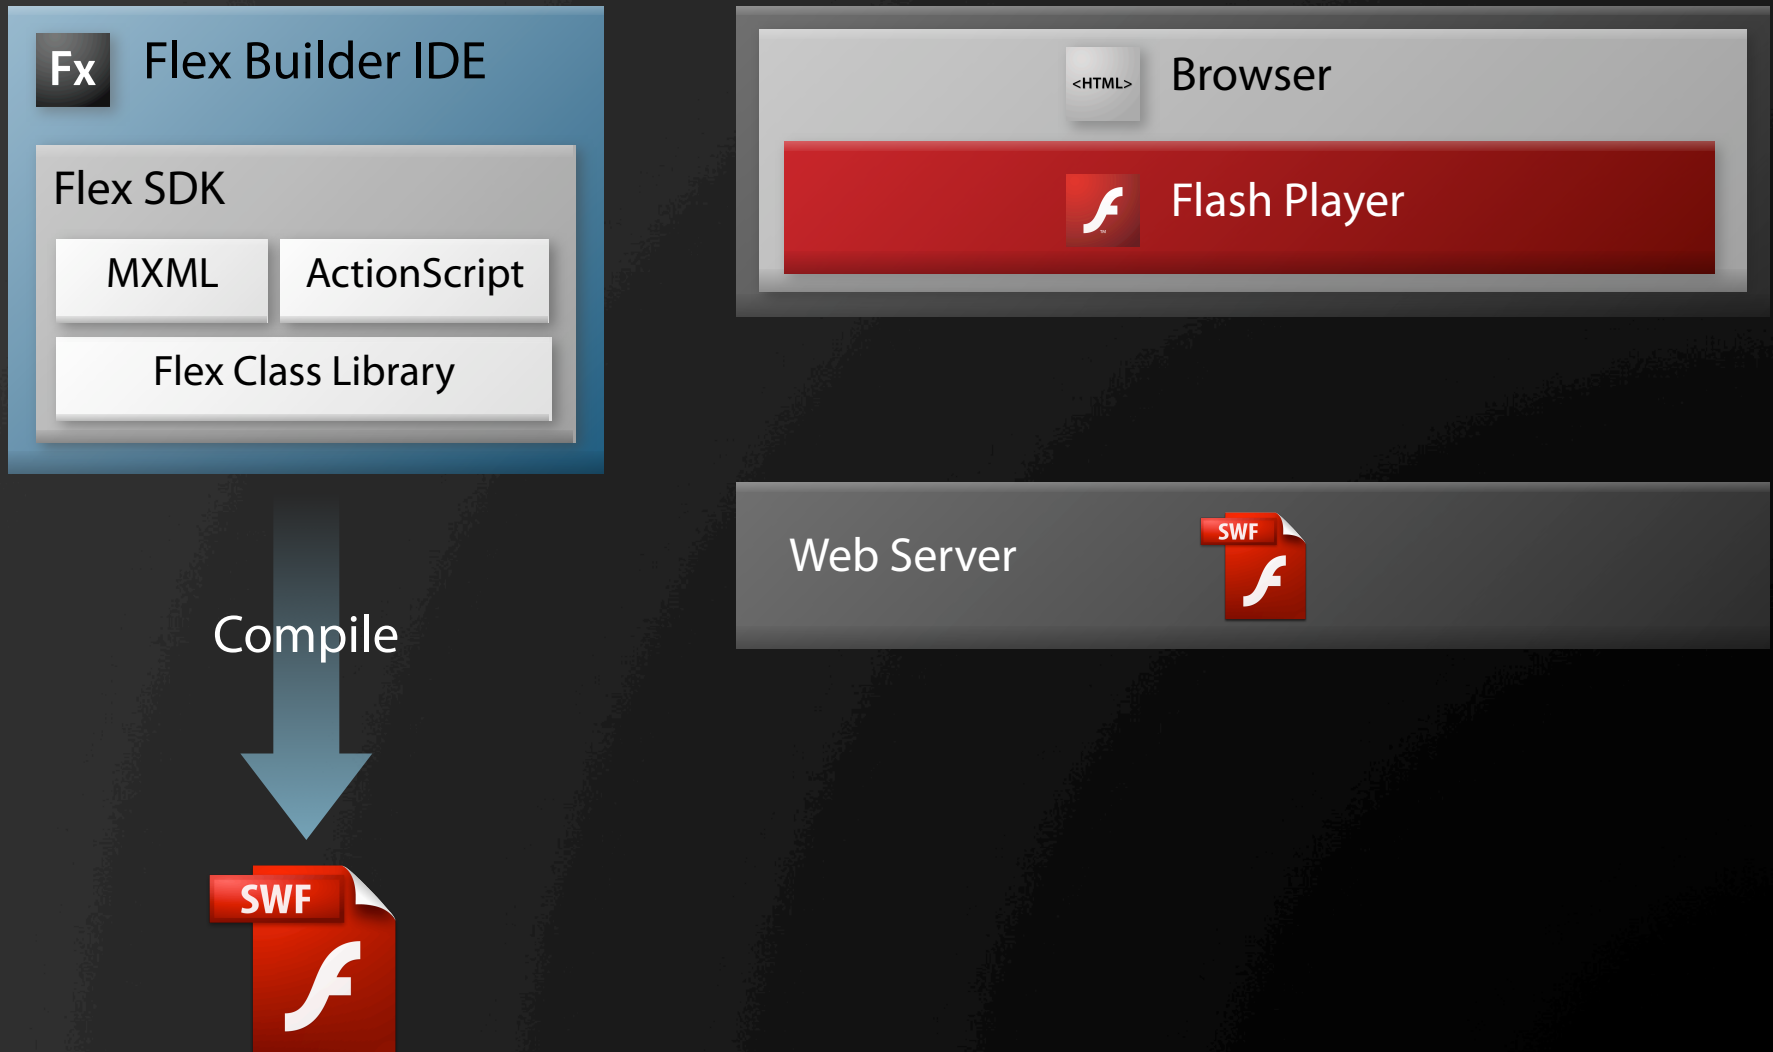 Fx
Flex Builder IDE
Flex SDK
MXML
ActionScript
Flex Class Library
Compile
SWF
<HTML>
Browser
Flash Player
Web Server
SWF